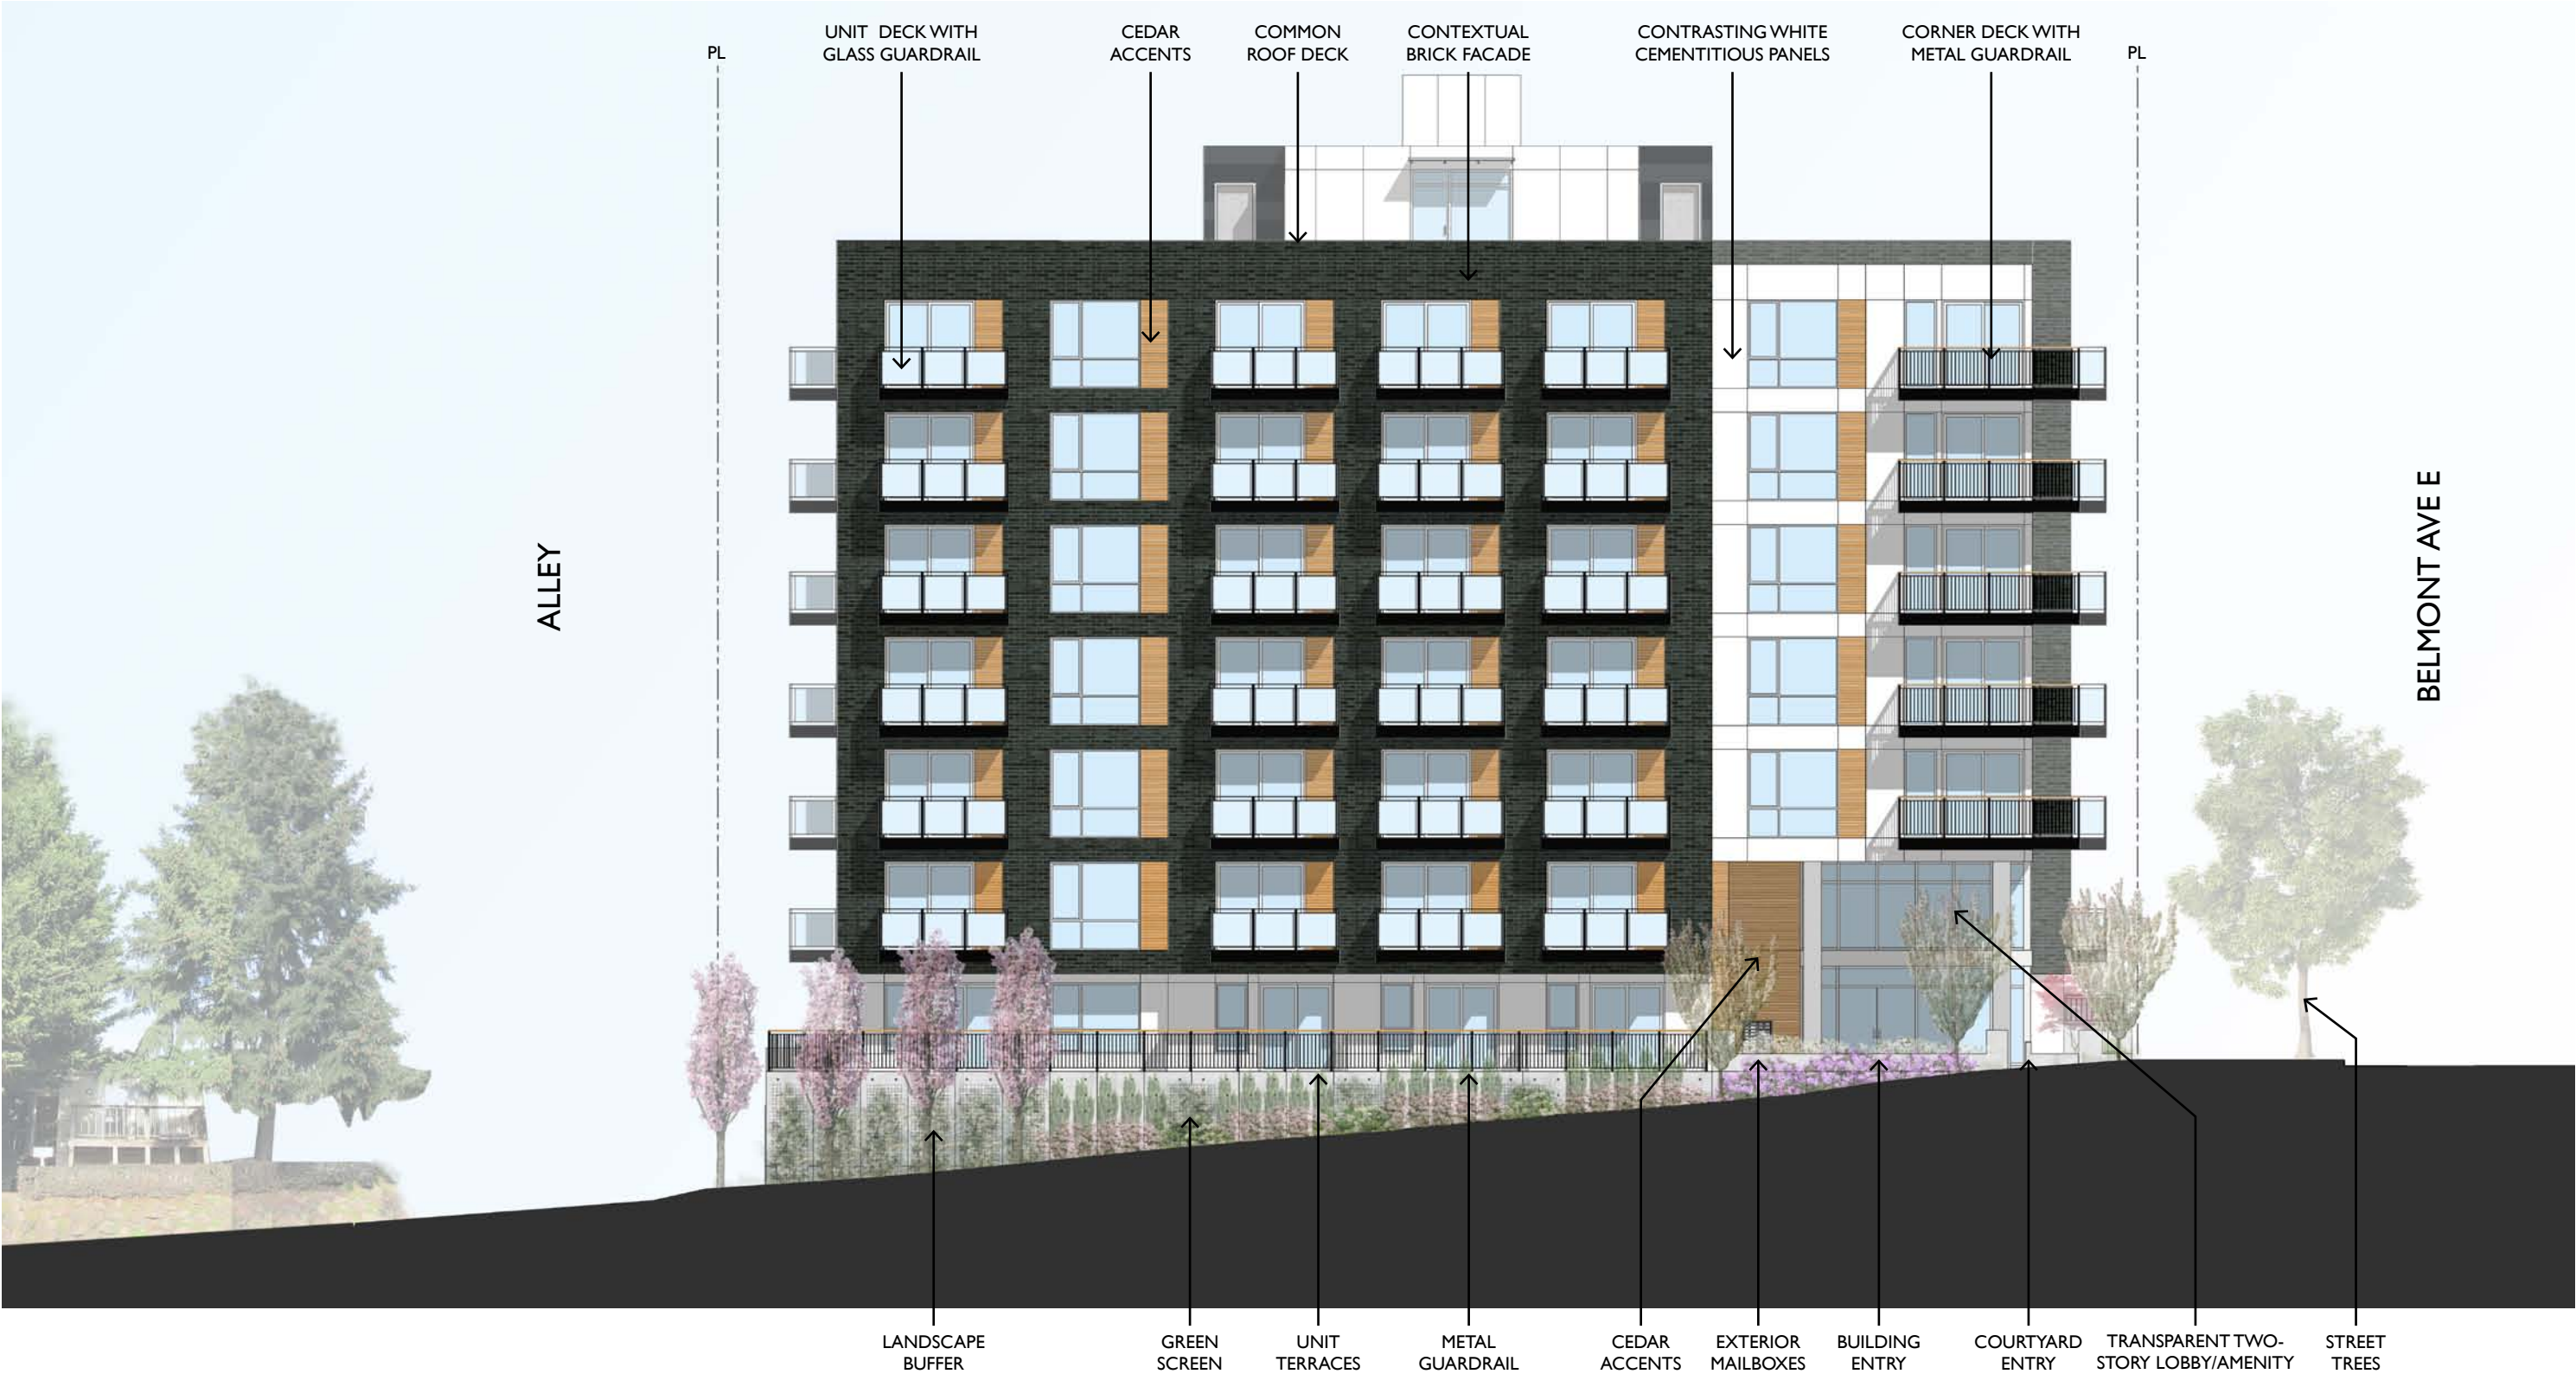 PL
UNIT DECK WITH
GLASS GUARDRAIL
CEDAR
ACCENTS
COMMON
ROOF DECK
CONTEXTUAL
BRICK FACADE
CONTRASTING WHITE
CEMENTITIOUS PANELS
CORNER DECK WITH
METAL GUARDRAIL
PL
ALLEY
BELMONT AVE E
LANDSCAPE
BUFFER
GREEN
SCREEN
UNIT
TERRACES
METAL
GUARDRAIL
CEDAR
ACCENTS
EXTERIOR
MAILBOXES
BUILDING
ENTRY
COURTYARD
ENTRY
TRANSPARENT TWO-
STORY LOBBY/AMENITY
STREET
TREES